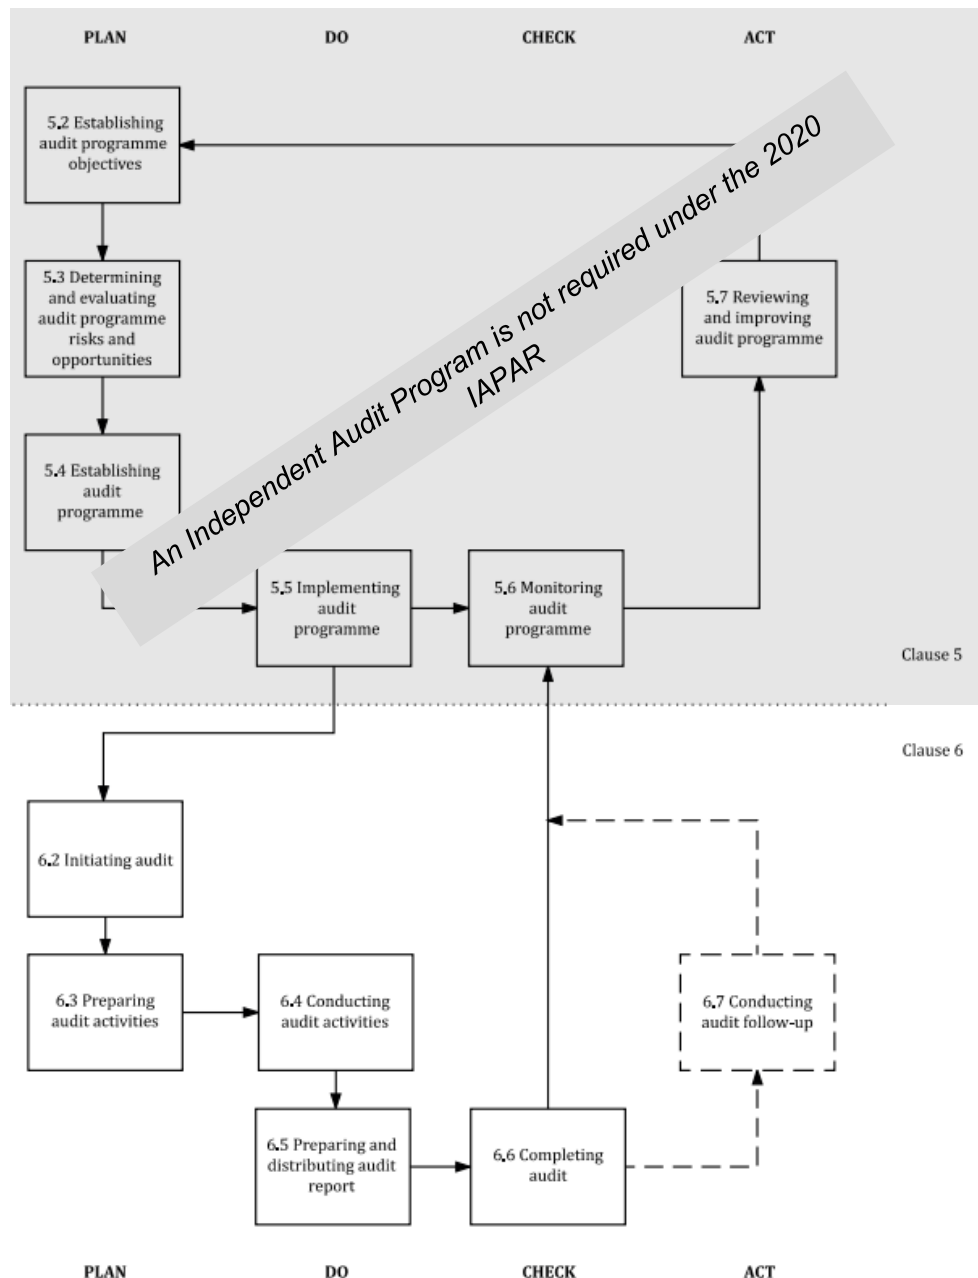 PLAN DO CHECK ACT
5.2 Establishing
audit programme
objectives
An Independent Audit Program is not required under the 2020
IAPAR
5.3 Determining
and evaluating
audit programme
risks and
opportunities
5.7 Reviewing
and improving
audit programme
5.4 Establishing
audit
programme
5.5 Implementing
audit
programme
5.6 Monitoring
audit
programme
Clause 5
Clause 6
6.2 Initiating audit
6.3 Preparing
audit activities
6.4 Conducting
audit activities
6.7 Conducting
audit follow-up
6.5 Preparing and
distributing audit
report
6.6 Completing
audit
PLAN DO CHECK ACT